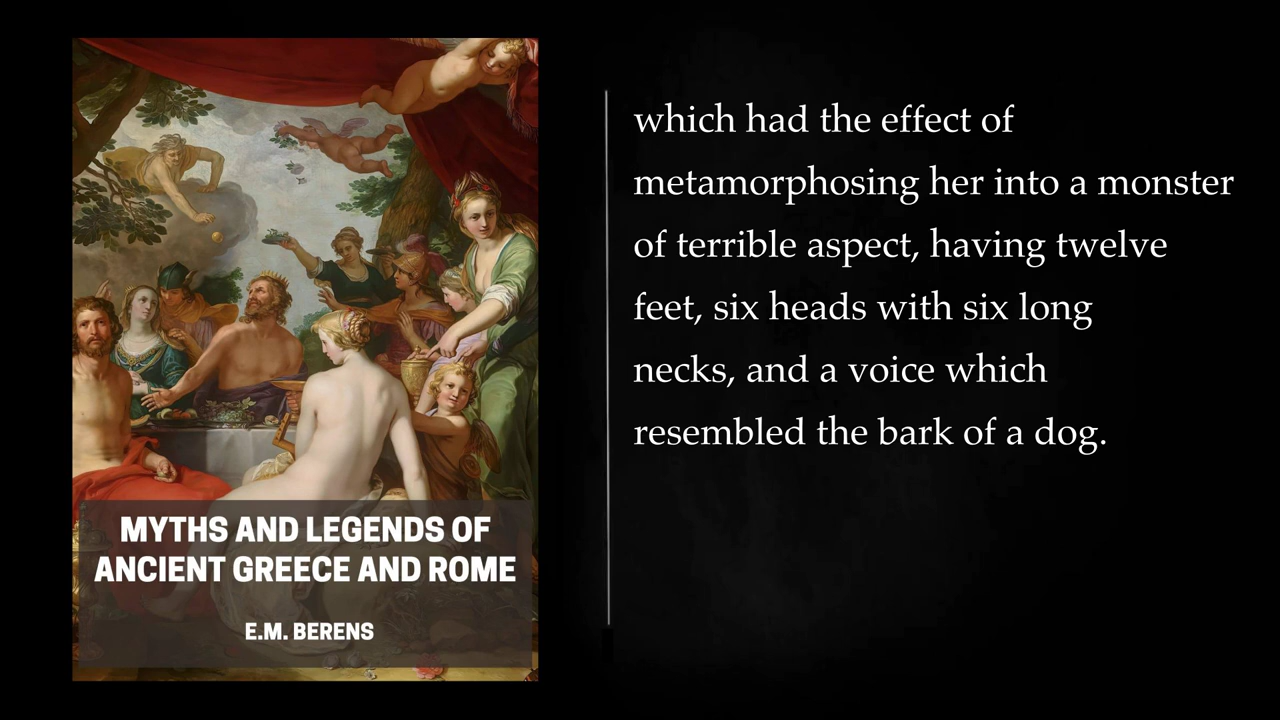 MYTHS AND LEGENDS OF
ANCIENT GREECE AND ROME
E.M. BERENS
which had the effect of
metamorphosing her into a monster
of terrible aspect, having twelve
feet, six heads with six long
necks, and a voice which
resembled the bark of a dog.